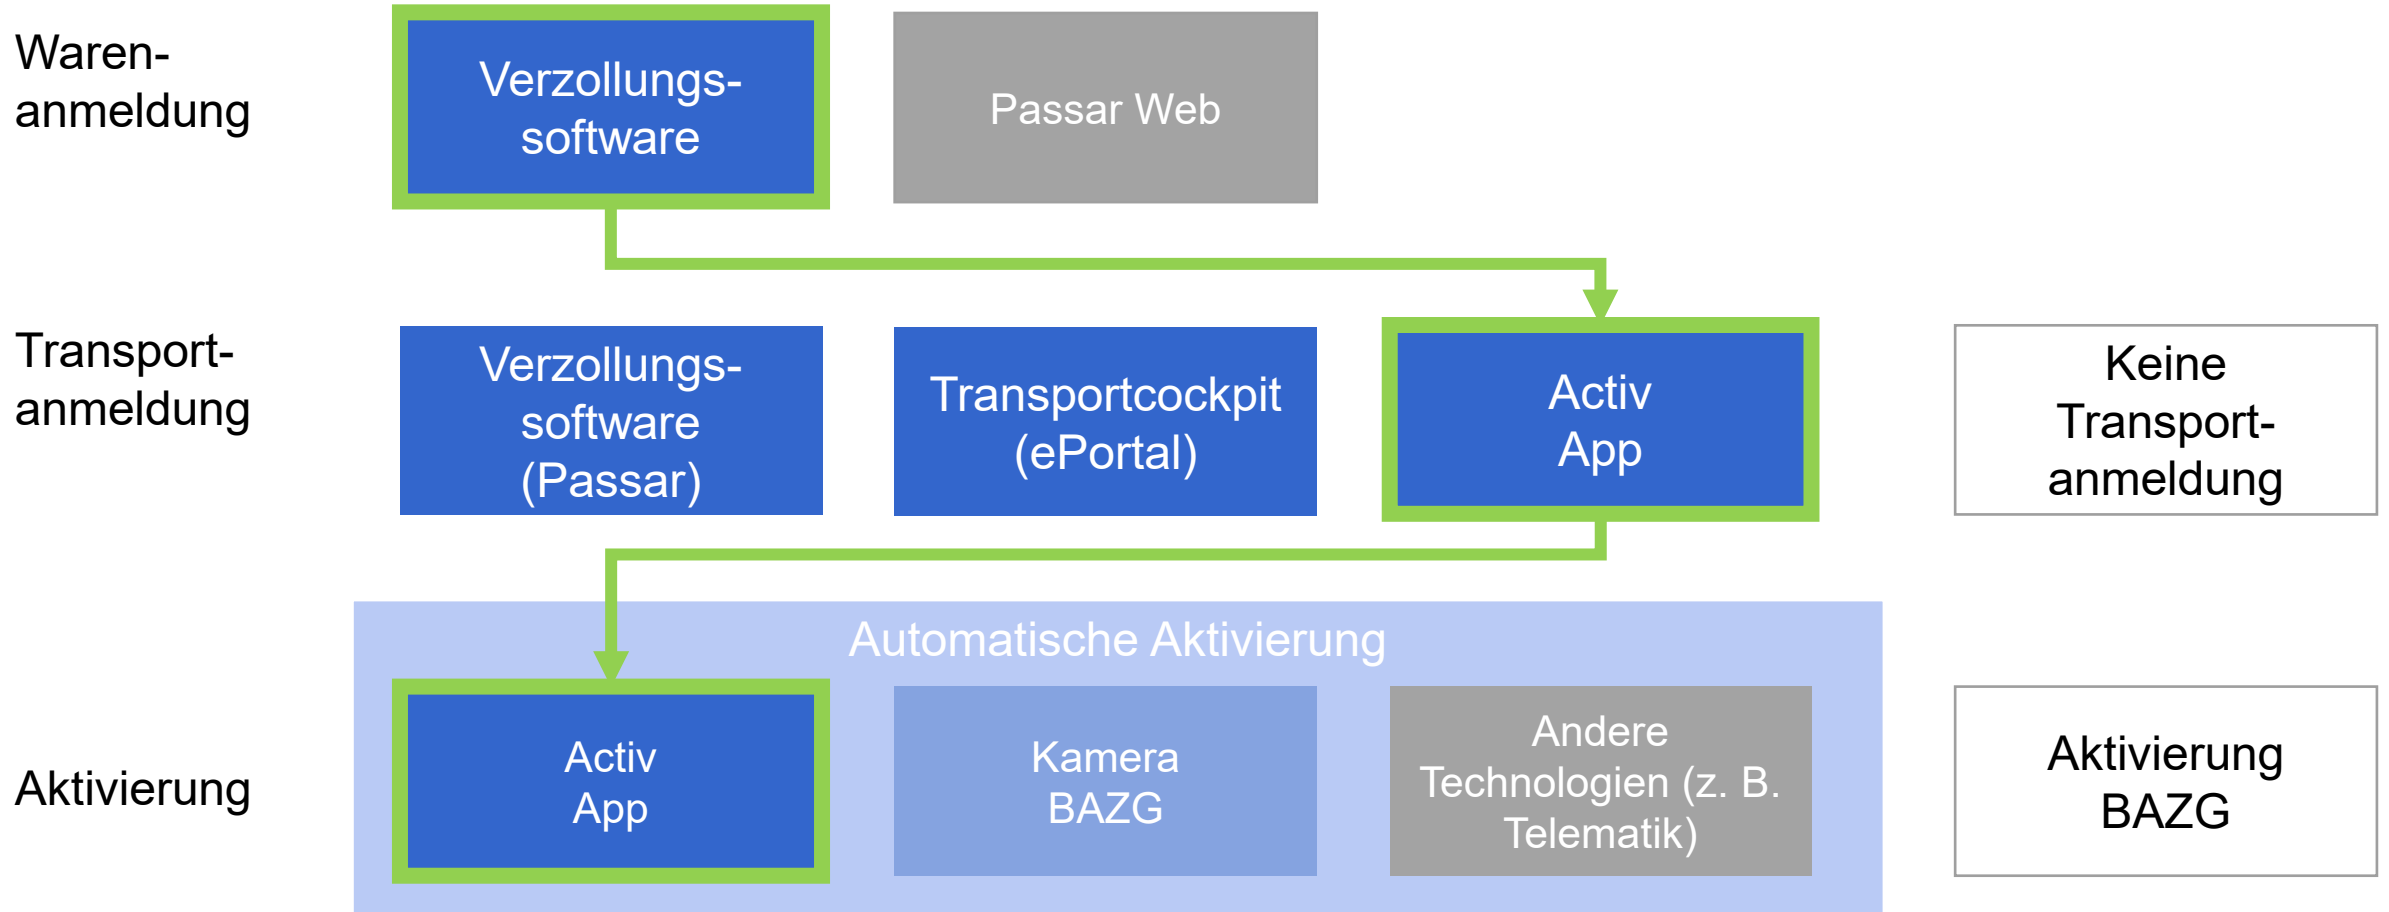 Waren-
anmeldung
Verzollungs-
software
Passar Web
Transport-
anmeldung
Verzollungs-
software
(Passar)
Transportcockpit
(ePortal)
Activ
App
Keine
Transport-
anmeldung
Automatische Aktivierung
Aktivierung
Activ
App
Kamera
BAZG
Andere
Technologien (z. B.
Telematik)
Aktivierung
BAZG